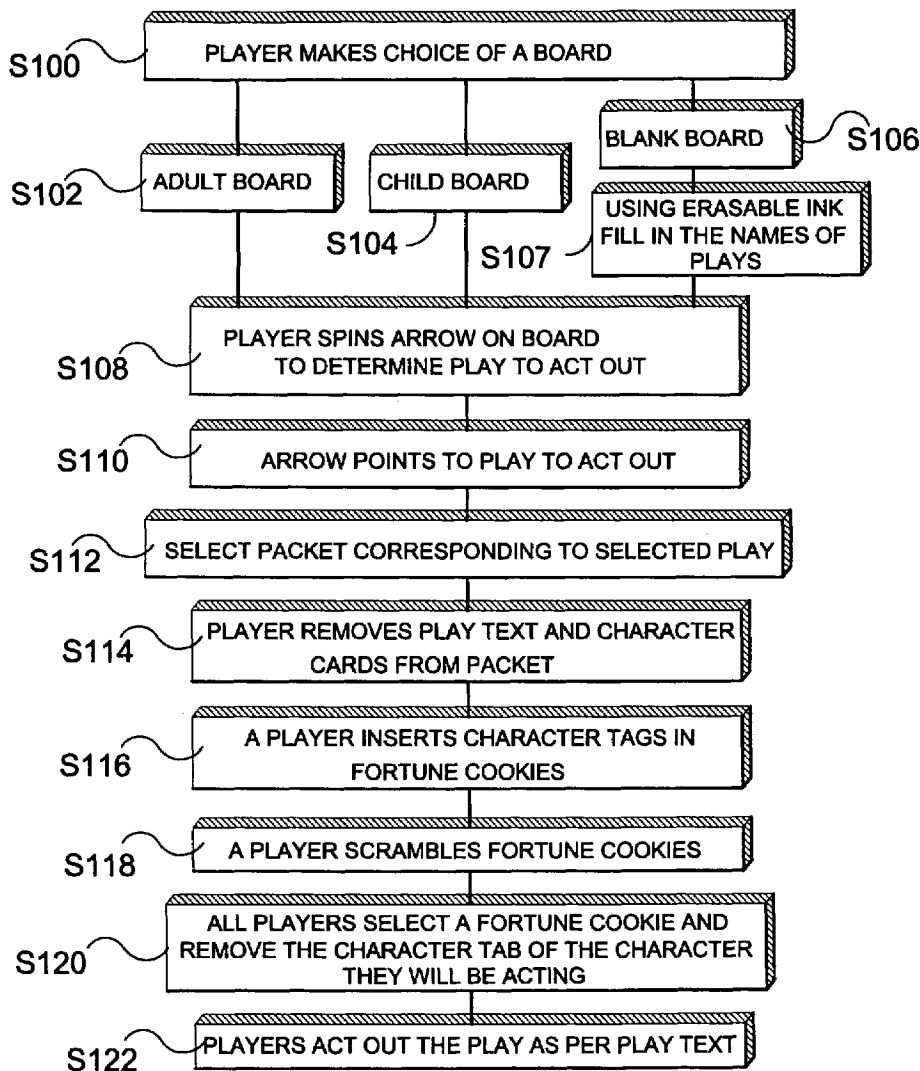 PLAYER MAKES CHOICE OF A BOARD
S100
BLANK BOARD
S106
S102
ADULT BOARD
CHILD BOARD
S104
USING ERASABLE INK
FILL IN THE NAMES OF
PLAYS
S107
PLAYER SPINS ARROW ON BOARD
TO DETERMINE PLAY TO ACT OUT
S108
S110
ARROW POINTS TO PLAY TO ACT OUT
S112
SELECT PACKET CORRESPONDING TO SELECTED PLAY
S114
PLAYER REMOVES PLAY TEXT AND CHARACTER
CARDS FROM PACKET
S116
A PLAYER INSERTS CHARACTER TAGS IN
FORTUNE COOKIES
S118
A PLAYER SCRAMBLES FORTUNE COOKIES
S120
ALL PLAYERS SELECT A FORTUNE COOKIE AND
REMOVE THE CHARACTER TAB OF THE CHARACTER
THEY WILL BE ACTING
S122
PLAYERS ACT OUT THE PLAY AS PER PLAY TEXT